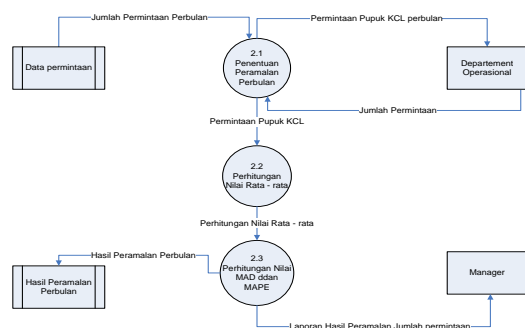 Jumlah Permintaan Perbulan
Permintaan Pupuk KCL perbulan
Data permintaan
2.1
Penentuan
Peramalan
Perbulan
Departement
Operasional
Jumlah Permintaan
Permintaan Pupuk KCL
2.2
Perhitungan
Nilai Rata - rata
Perhitungan Nilai Rata - rata
Hasil Peramalan Perbulan
2.3
Perhitungan Nilai
MAD ddan
MAPE
Hasil Peramalan
Perbulan
Manager
Laporan Hasil Peramalan Jumlah permintaan